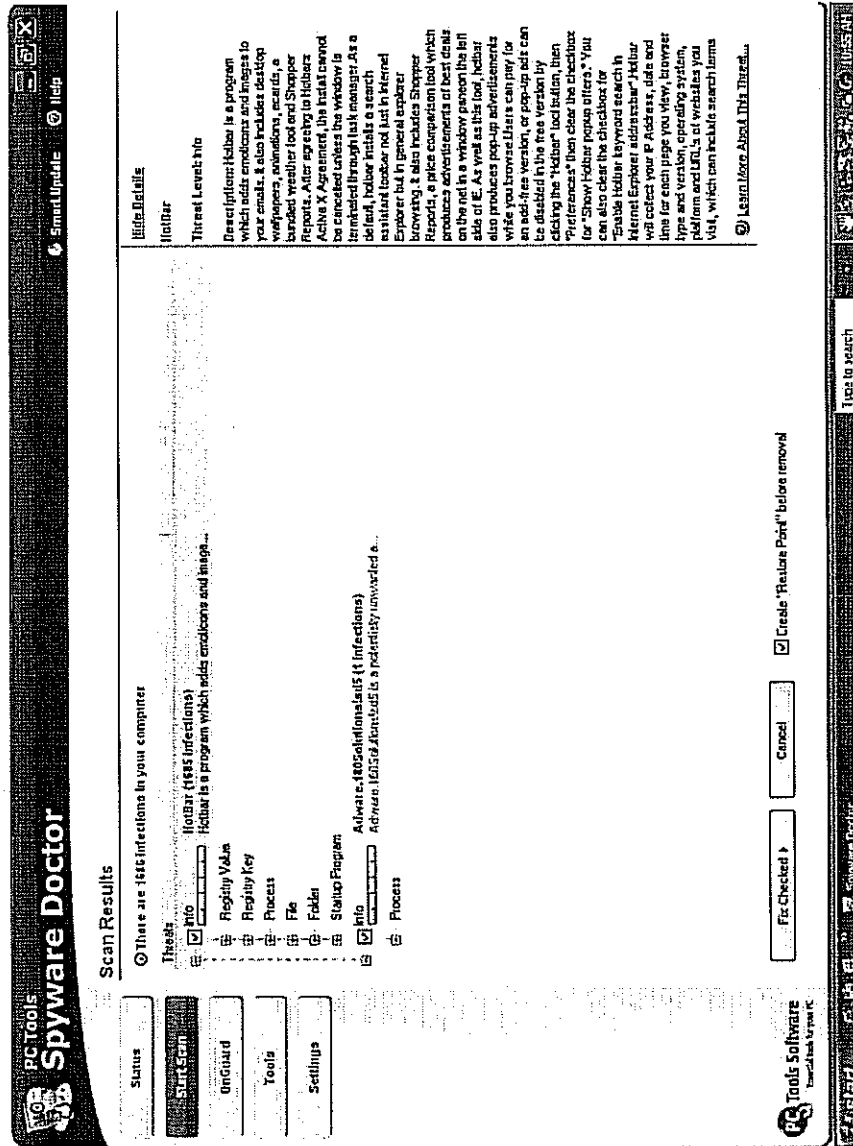 PC Tools
Spyware Doctor
SmartUpdate
Help
Status
Start Scan
OnGuard
Tools
Settings
Scan Results
There are 1686 infections in your computer
Threats
Info
HotBar (1685 infections)
Hotbar is a program which adds emoticons and image...
Registry Value
Registry Key
Process
File
Folder
Startup Program
Info
Adware.180Solutions
Process
Hide Details
HotBar
Threat Level: Info
Description: Hotbar is a program
which adds emoticons and images to
your emails. It also includes desktop
wallpapers, animations, ecards, a
bundled weather tool and Shopper
Reports. After agreeing to Hotbars
Active X Agreement, the install cannot
be cancelled unless the window is
terminated through task manager. As a
default, hotbar installs a search
assistant toolbar not just in Internet
Explorer but in general explorer
browsing. It also includes Shopper
Reports, a price comparison tool which
produces advertisements of best deals
on the net in a window pane on the left
side of IE. As well as this tool, hotbar
also produces pop-up advertisements
while you browse. Users can pay for
an add-free version, or pop-up ads can
be disabled in the free version by
clicking the "Hotbar" tool button, then
"Preferences" then clear the checkbox
for "Show Hotbar popup offers." You
can also clear the checkbox for
"Enable Hotbar keyword search in
Internet Explorer address bar". Hotbar
will collect your IP Address, date and
time for each page you view, browser
type and version, operating system,
platform and URL's of websites you
visit, which can include search terms
Learn More About This Threat...
Fix Checked
Cancel
Create "Restore Point" before removal
PC Tools Software
Essential tools for your PC
Type to search